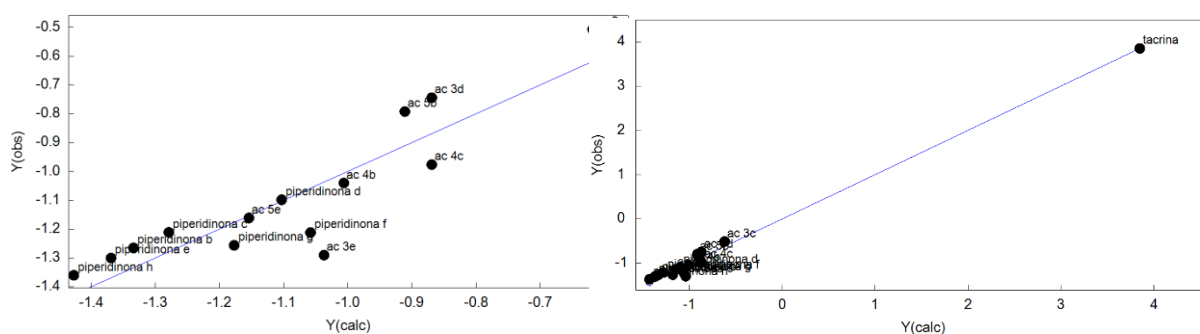 -0.5
-0.6
-0.7
-0.8
-0.9
-1.0
-1.1
-1.2
-1.3
-1.4
Y(obs)
ac 3d
ac 5b
ac 4c
ac 4b
piperidinona d
ac 5e
piperidinona c
piperidinona f
piperidinona b
piperidinona g
piperidinona e
ac 3e
piperidinona h
-1.4
-1.3
-1.2
-1.1
-1.0
-0.9
-0.8
-0.7
Y(calc)
4
3
2
1
0
-1
Y(obs)
tacrina
ac 3c
-1
0
1
2
3
4
Y(calc)